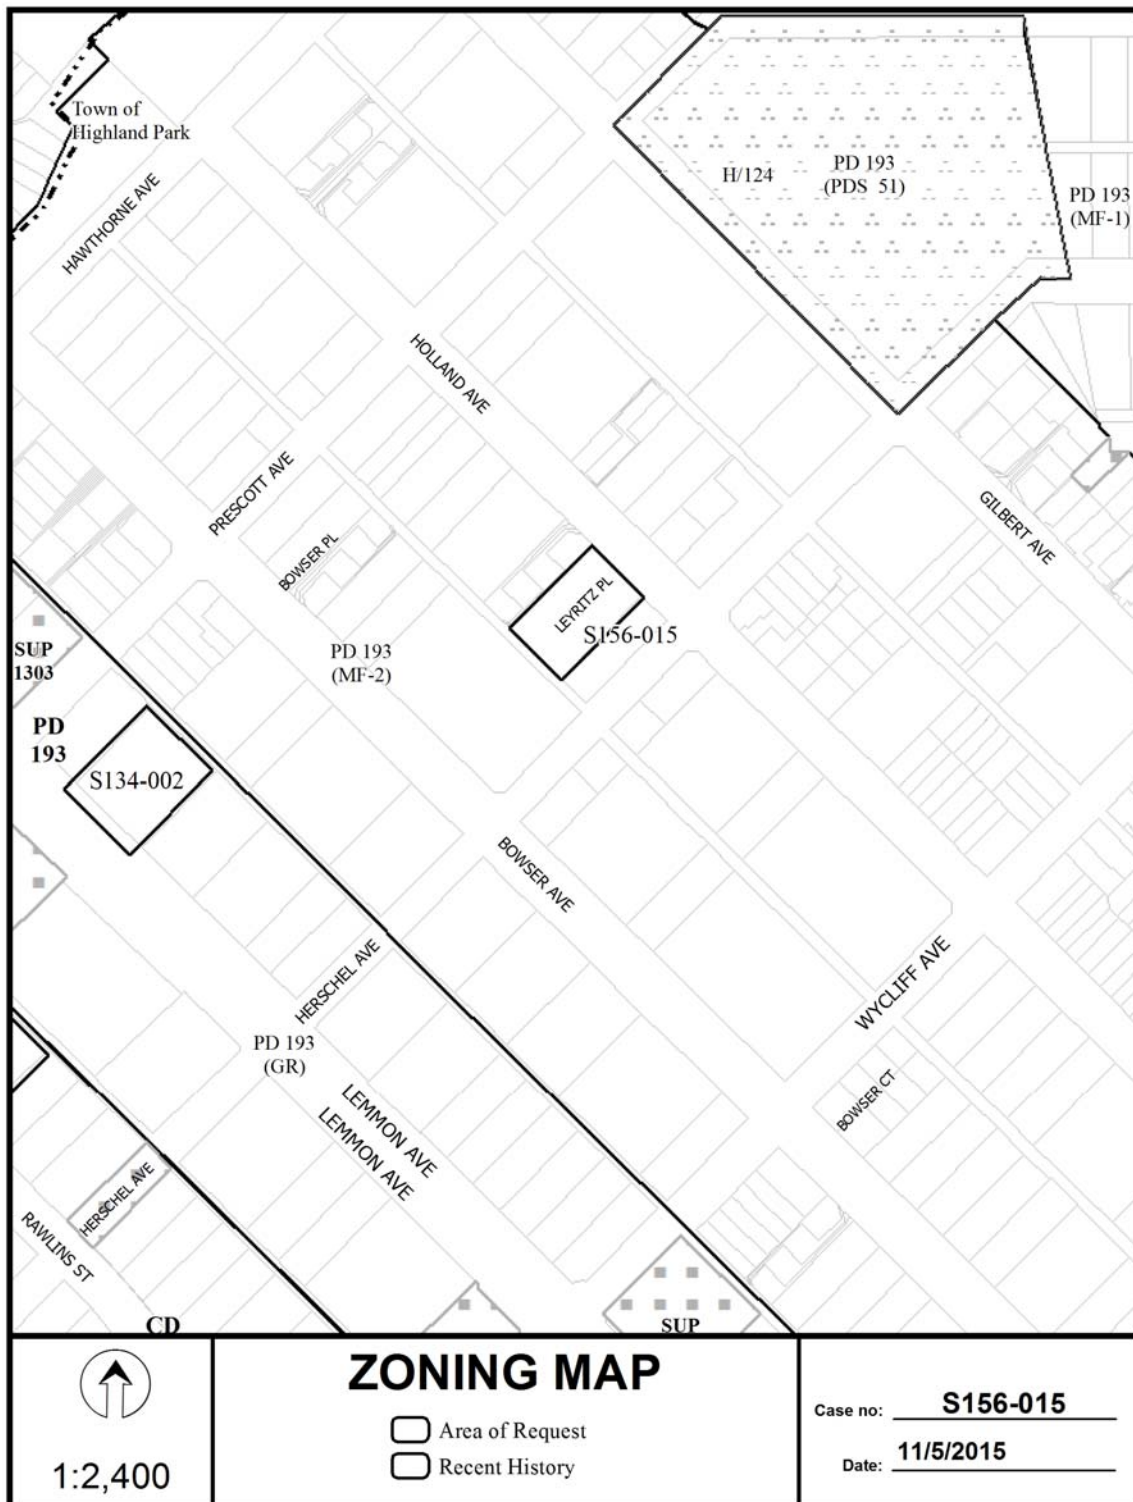 Town of
Highland Park
HAWTHORNE AVE
H/124
PD 193
(PDS 51)
PD 193
(MF-1)
HOLLAND AVE
PRESCOTT AVE
BOWSER PL
GILBERT AVE
LEYRITZ PL
S156-015
PD 193
(MF-2)
SUP
1303
PD
193
S134-002
BOWSER AVE
HERSCHEL AVE
WYCLIFF AVE
PD 193
(GR)
LEMMON AVE
LEMMON AVE
BOWSER CT
HERSCHEL AVE
RAWLINS ST
CD
SUP
1:2,400
ZONING MAP
Area of Request
Recent History
Case no: S156-015
Date: 11/5/2015